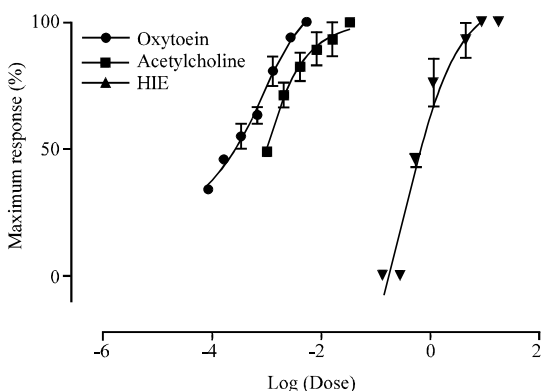 100
Oxytoein
Acetylcholine
HIE
Maximum response (%)
50
0
-6 -4 -2 0 2
Log (Dose)